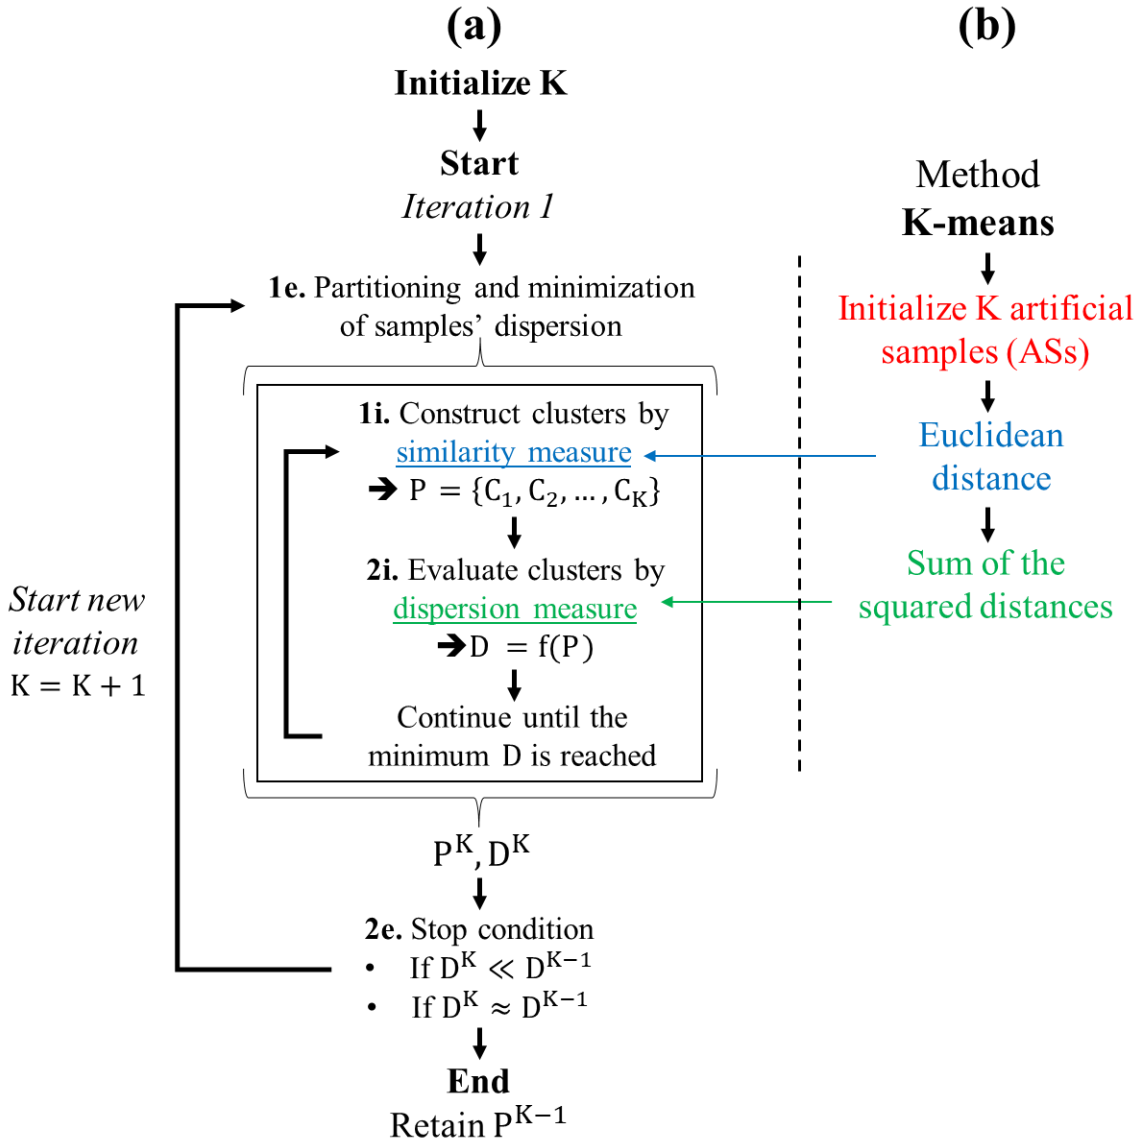 (a)
Initialize K
Start
Iteration 1
1e. Partitioning and minimization
of samples’ dispersion
1i. Construct clusters by
similarity measure
🡲 P = {C₁, C₂, … , C_K}
2i. Evaluate clusters by
dispersion measure
🡲 D = f(P)
Continue until the
minimum D is reached
Start new
iteration
K = K + 1
Pᴷ, Dᴷ
2e. Stop condition
• If Dᴷ ≪ Dᴷ⁻¹
• If Dᴷ ≈ Dᴷ⁻¹
End
Retain Pᴷ⁻¹
(b)
Method
K-means
Initialize K artificial
samples (ASs)
Euclidean
distance
Sum of the
squared distances